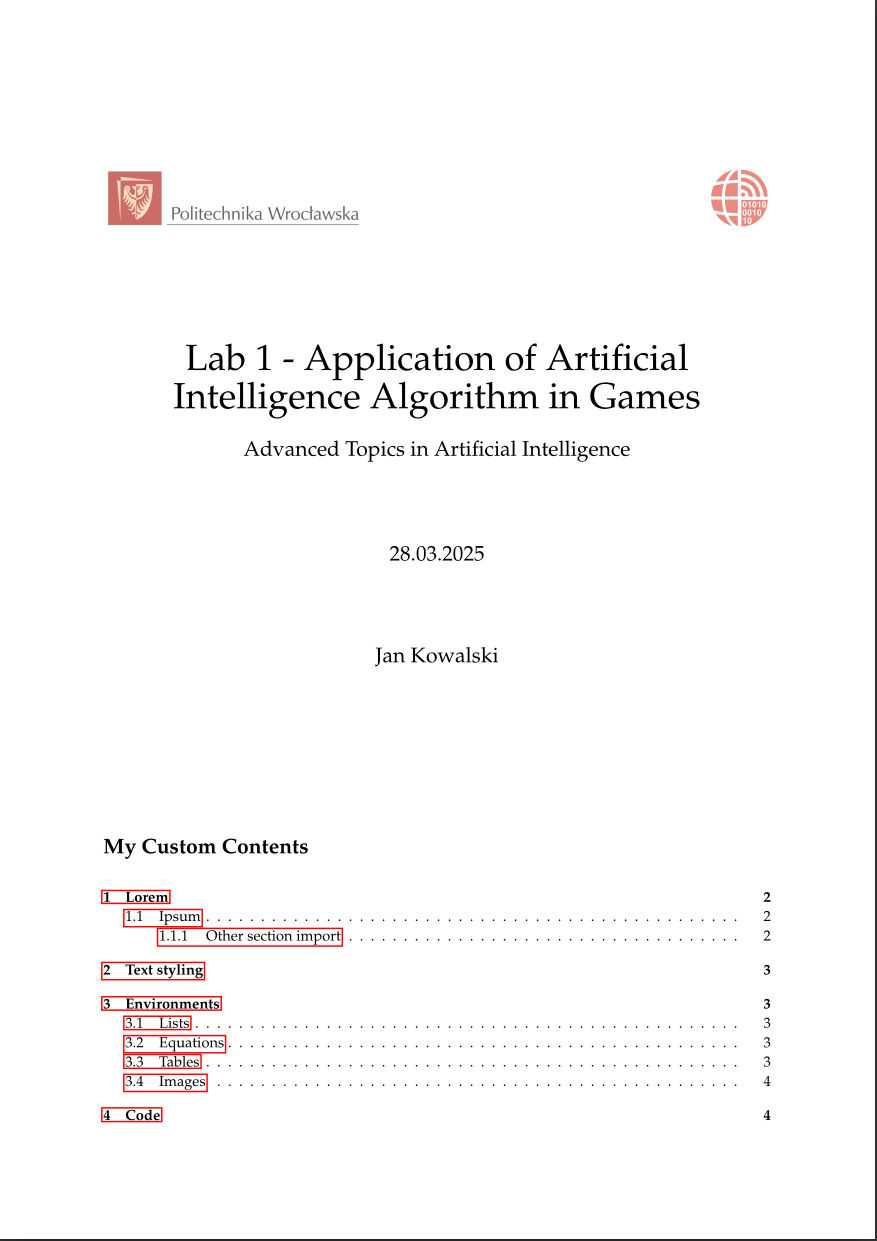 Politechnika Wrocławska
01010
0010
10
Lab 1 - Application of Artificial
Intelligence Algorithm in Games
Advanced Topics in Artificial Intelligence
28.03.2025
Jan Kowalski
My Custom Contents
1 Lorem 2
1.1 Ipsum . . . . . . . . . . . . . . . . . . . . . . . . . . . . . . . . . . . . . . . . . . . . . . . . . 2
1.1.1 Other section import . . . . . . . . . . . . . . . . . . . . . . . . . . . . . . . . . . . . 2
2 Text styling 3
3 Environments 3
3.1 Lists . . . . . . . . . . . . . . . . . . . . . . . . . . . . . . . . . . . . . . . . . . . . . . . . . . 3
3.2 Equations . . . . . . . . . . . . . . . . . . . . . . . . . . . . . . . . . . . . . . . . . . . . . . . 3
3.3 Tables . . . . . . . . . . . . . . . . . . . . . . . . . . . . . . . . . . . . . . . . . . . . . . . . . 3
3.4 Images . . . . . . . . . . . . . . . . . . . . . . . . . . . . . . . . . . . . . . . . . . . . . . . . 4
4 Code 4